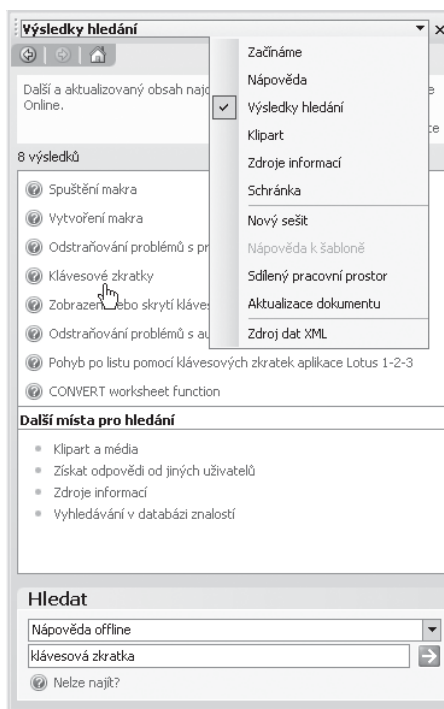 Výsledky hledání
Začínáme
Nápověda
Výsledky hledání
Klipart
Zdroje informací
Schránka
Nový sešit
Nápověda k šabloně
Sdílený pracovní prostor
Aktualizace dokumentu
Zdroj dat XML
Další a aktualizovaný obsah
Online.
8 výsledků
Spuštění makra
Vytvoření makra
Odstraňování problémů s
Klávesové zkratky
Zobrazení nebo skrytí
Odstraňování problémů s
Pohyb po listu pomocí klávesových zkratek aplikace Lotus 1-2-3
CONVERT worksheet function
Další místa pro hledání
Klipart a média
Získat odpovědi od jiných uživatelů
Zdroje informací
Vyhledávání v databázi znalostí
Hledat
Nápověda offline
klávesová zkratka
Nelze najít?